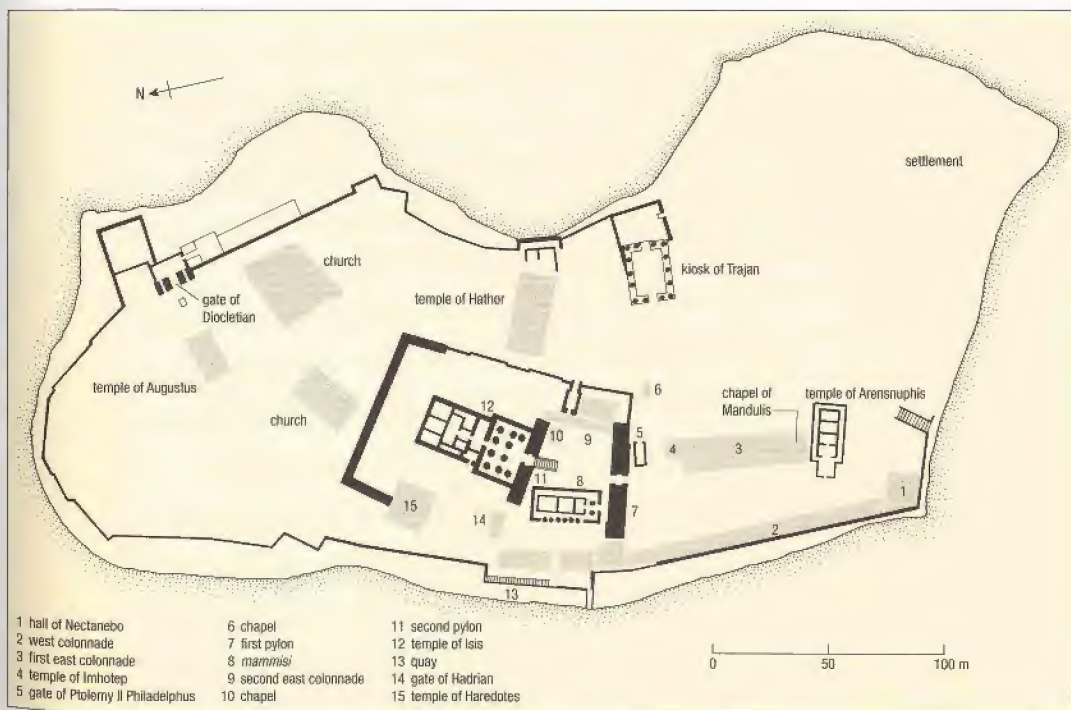 N
settlement
church
kiosk of Trajan
temple of Hathor
gate of
Diocletian
temple of Augustus
church
chapel of
Mandulis
temple of Arensnuphis
6
12
10
9
5
4
3
11
8
7
1
15
14
2
13
1 hall of Nectanebo
2 west colonnade
3 first east colonnade
4 temple of Imhotep
5 gate of Ptolemy II Philadelphus
6 chapel
7 first pylon
8 mammisi
9 second east colonnade
10 chapel
11 second pylon
12 temple of Isis
13 quay
14 gate of Hadrian
15 temple of Haredotes
0 50 100 m